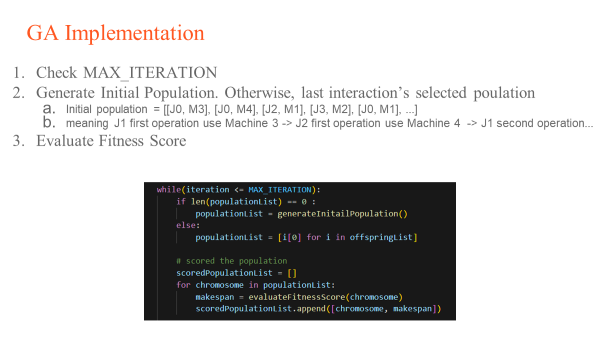 GA Implementation
1. Check MAX_ITERATION
2. Generate Initial Population. Otherwise, last interaction's selected poulation
a. Initial population = [[J0, M3], [J0, M4], [J2, M1], [J3, M2], [J0, M1], ...]
b. meaning J1 first operation use Machine 3 -> J2 first operation use Machine 4 -> J1 second operation...
3. Evaluate Fitness Score
while(iteration <= MAX_ITERATION):
if len(populationList) == 0 :
populationList = generateInitailPopulation()
else:
populationList = [i[0] for i in offspringList]
# scored the population
scoredPopulationList = []
for chromosome in populationList:
makespan = evaluateFitnessScore(chromosome)
scoredPopulationList.append([chromosome, makespan])